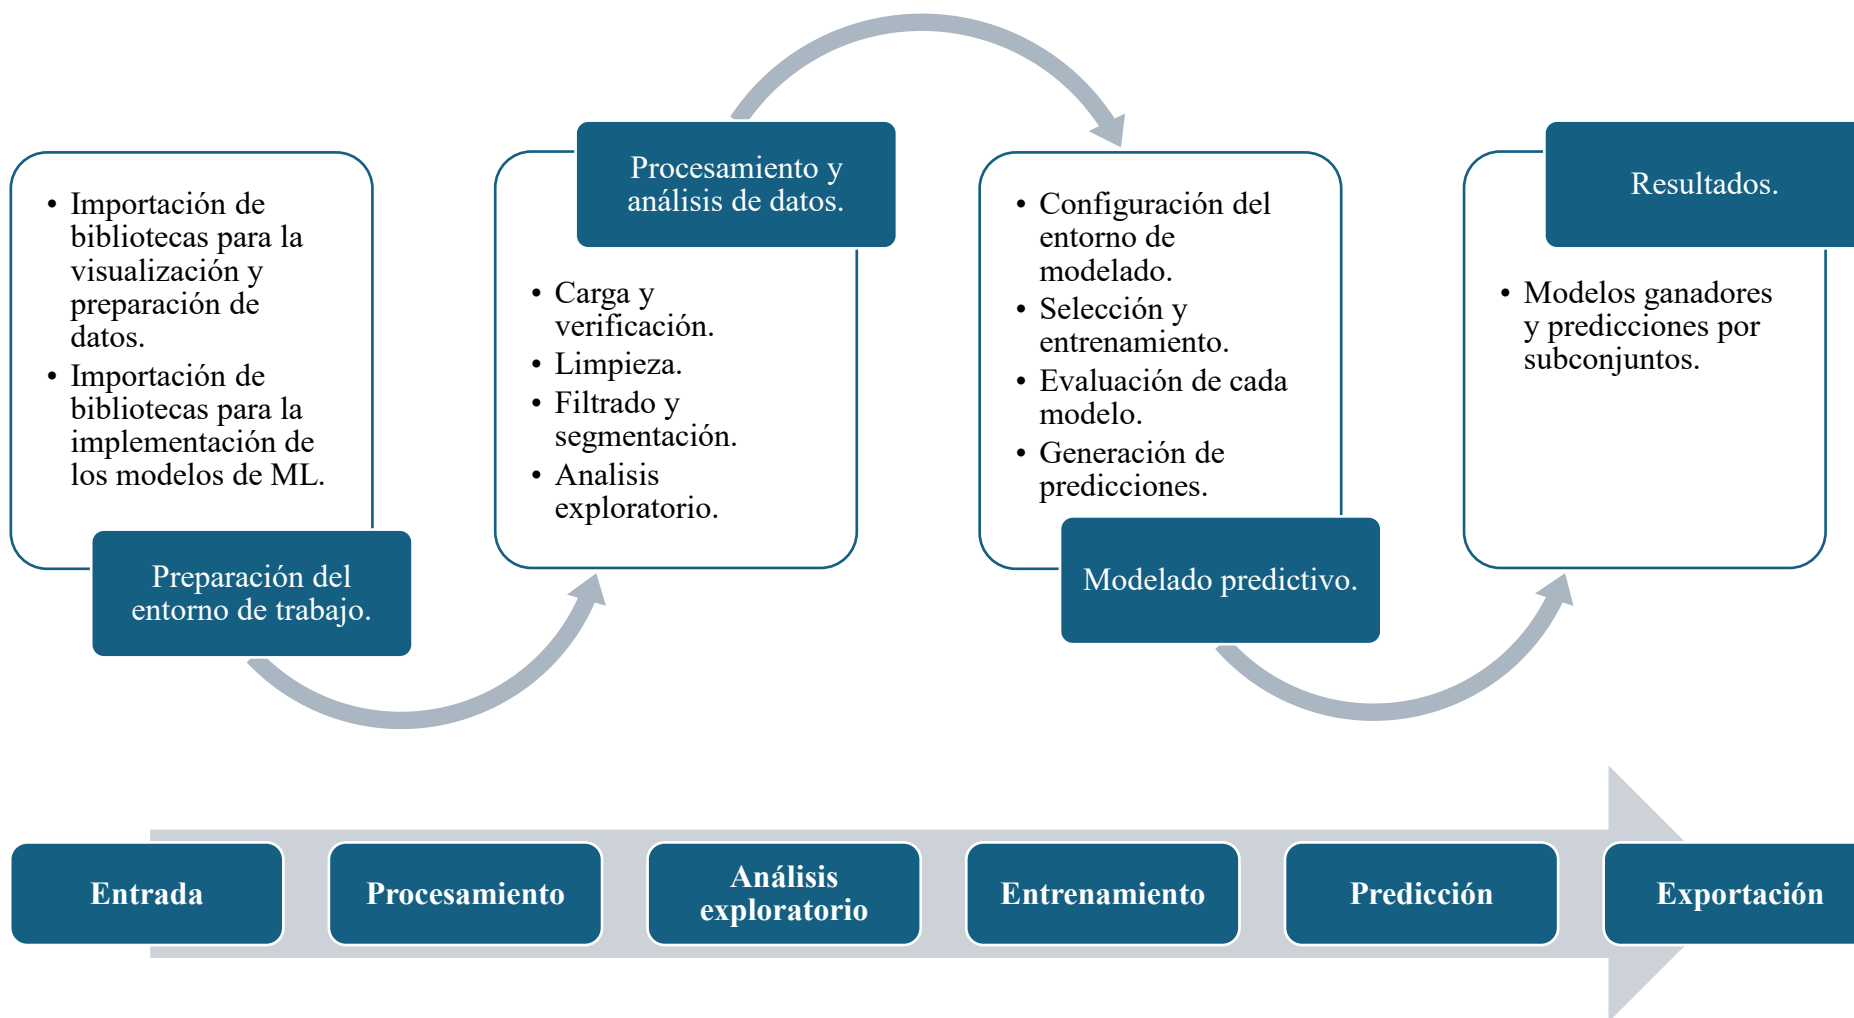 • Importación de
bibliotecas para la
visualización y
preparación de
datos.
• Importación de
bibliotecas para la
implementación de
los modelos de ML.
Preparación del
entorno de trabajo.
Procesamiento y
análisis de datos.
• Carga y
verificación.
• Limpieza.
• Filtrado y
segmentación.
• Analisis
exploratorio.
• Configuración del
entorno de
modelado.
• Selección y
entrenamiento.
• Evaluación de cada
modelo.
• Generación de
predicciones.
Modelado predictivo.
Resultados.
• Modelos ganadores
y predicciones por
subconjuntos.
Entrada
Procesamiento
Análisis
exploratorio
Entrenamiento
Predicción
Exportación